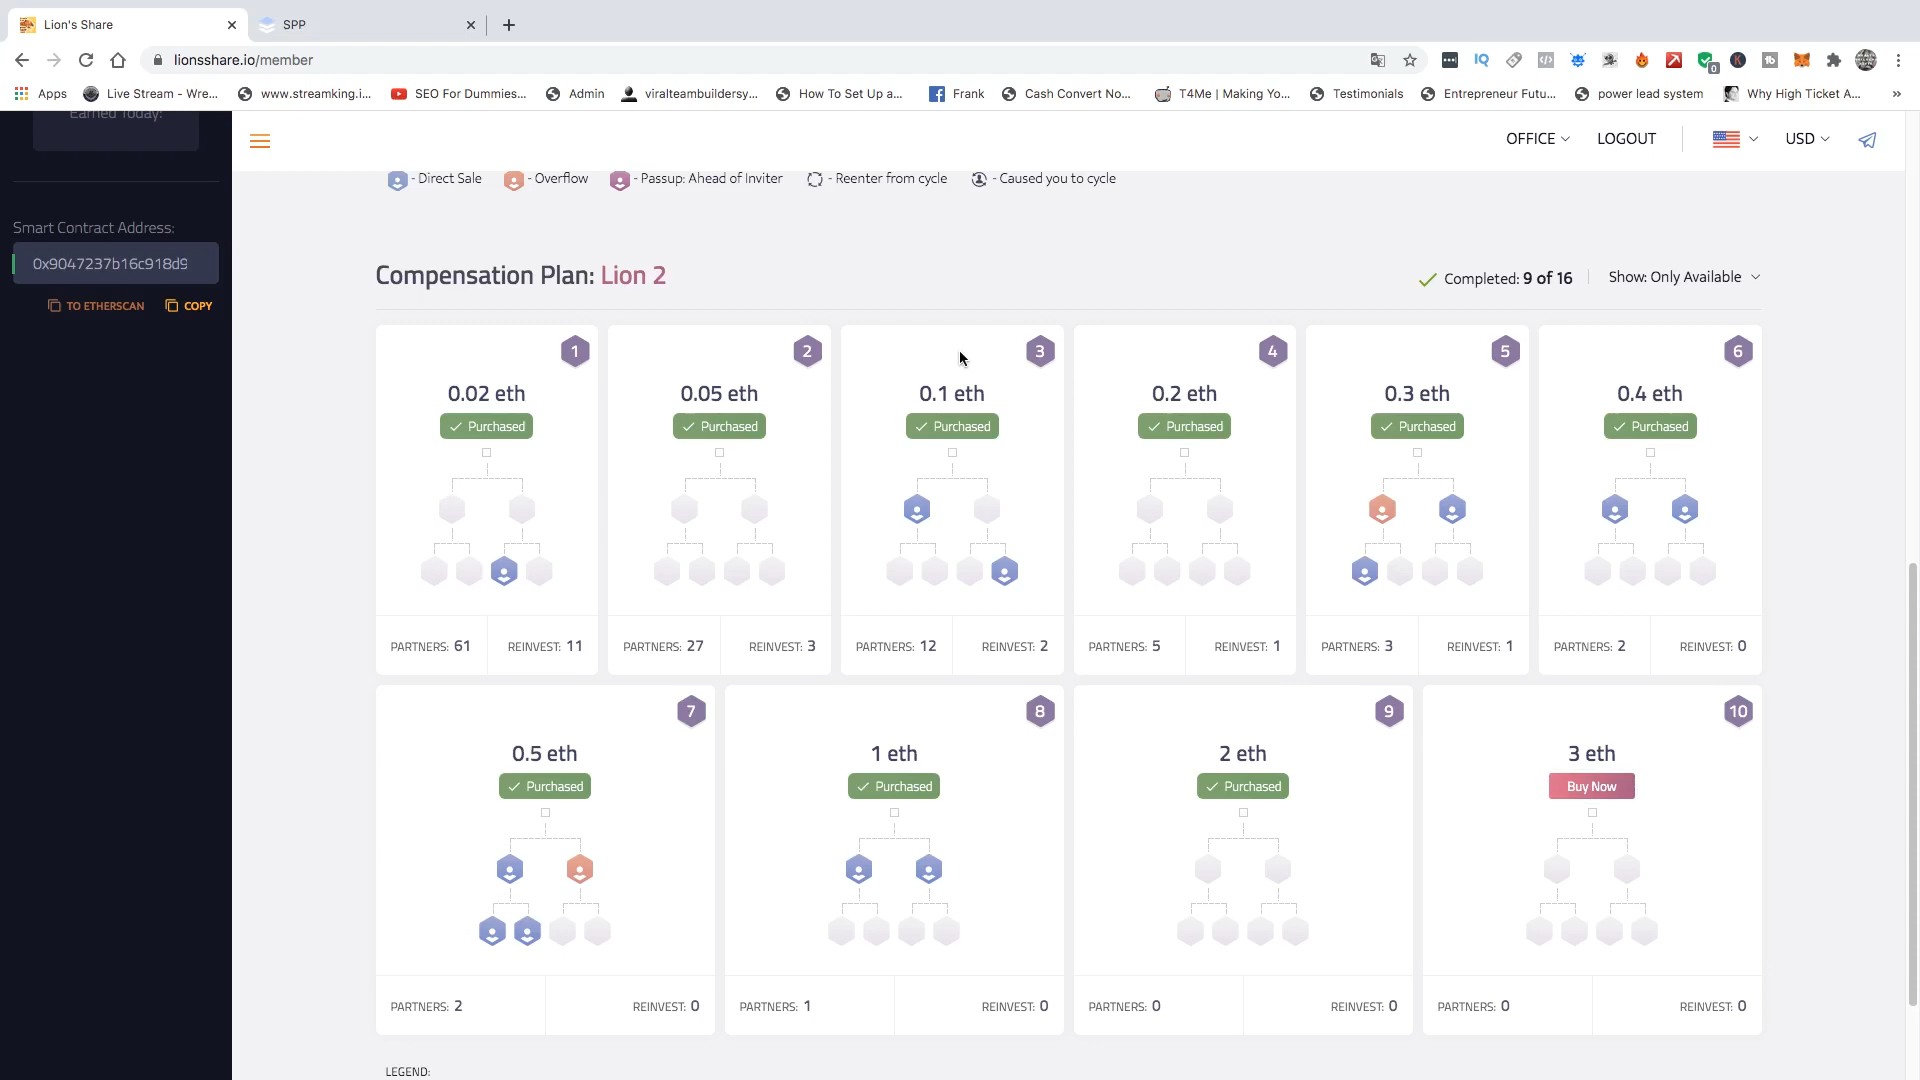 Lion's Share
SPP
lionsshare.io/member
Apps
Live Stream - Wre...
www.streamking.i...
SEO For Dummies...
Admin
viralteambuildersy...
How To Set Up a...
Frank
Cash Convert No...
T4Me | Making Yo...
Testimonials
Entrepreneur Futu...
power lead system
Why High Ticket A...
Earned Today:
OFFICE
LOGOUT
USD
- Direct Sale
- Overflow
- Passup: Ahead of Inviter
- Reenter from cycle
- Caused you to cycle
Smart Contract Address:
0x9047237b16c918d9
TO ETHERSCAN
COPY
Compensation Plan: Lion 2
Completed: 9 of 16
Show: Only Available
1
0.02 eth
Purchased
PARTNERS: 61
REINVEST: 11
2
0.05 eth
Purchased
PARTNERS: 27
REINVEST: 3
3
0.1 eth
Purchased
PARTNERS: 12
REINVEST: 2
4
0.2 eth
Purchased
PARTNERS: 5
REINVEST: 1
5
0.3 eth
Purchased
PARTNERS: 3
REINVEST: 1
6
0.4 eth
Purchased
PARTNERS: 2
REINVEST: 0
7
0.5 eth
Purchased
PARTNERS: 2
REINVEST: 0
8
1 eth
Purchased
PARTNERS: 1
REINVEST: 0
9
2 eth
Purchased
PARTNERS: 0
REINVEST: 0
10
3 eth
Buy Now
PARTNERS: 0
REINVEST: 0
LEGEND: